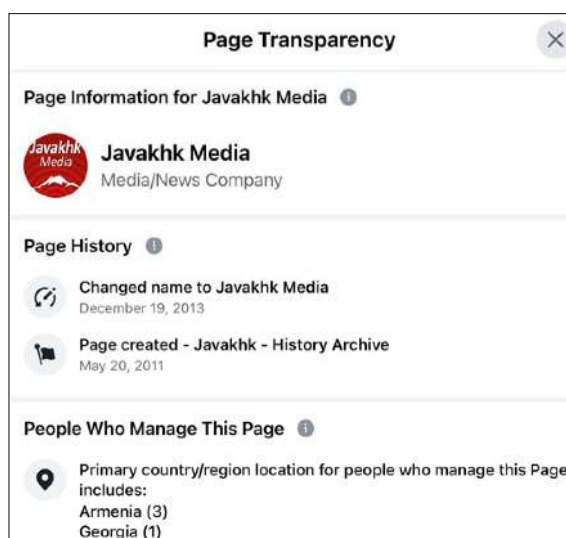 Page Transparency
Page Information for Javakhk Media
Javakhk
Media
Javakhk Media
Media/News Company
Page History
Changed name to Javakhk Media
December 19, 2013
Page created - Javakhk - History Archive
May 20, 2011
People Who Manage This Page
Primary country/region location for people who manage this Page
includes:
Armenia (3)
Georgia (1)